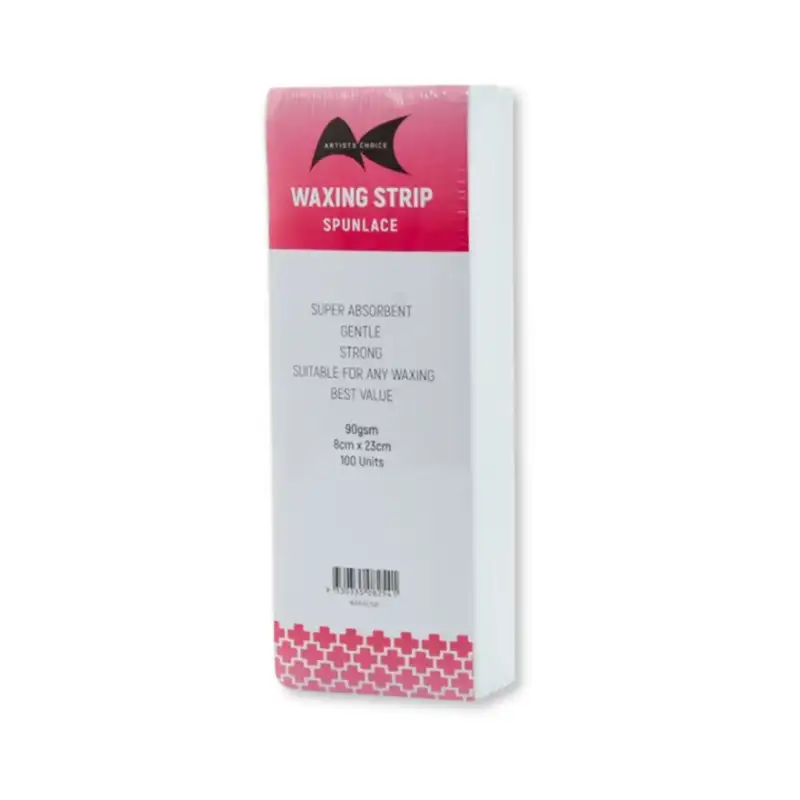 ARTISTS CHOICE
WAXING STRIP
SPUNLACE
SUPER ABSORBENT
GENTLE
STRONG
SUITABLE FOR ANY WAXING
BEST VALUE
90gsm
8cm x 23cm
100 Units